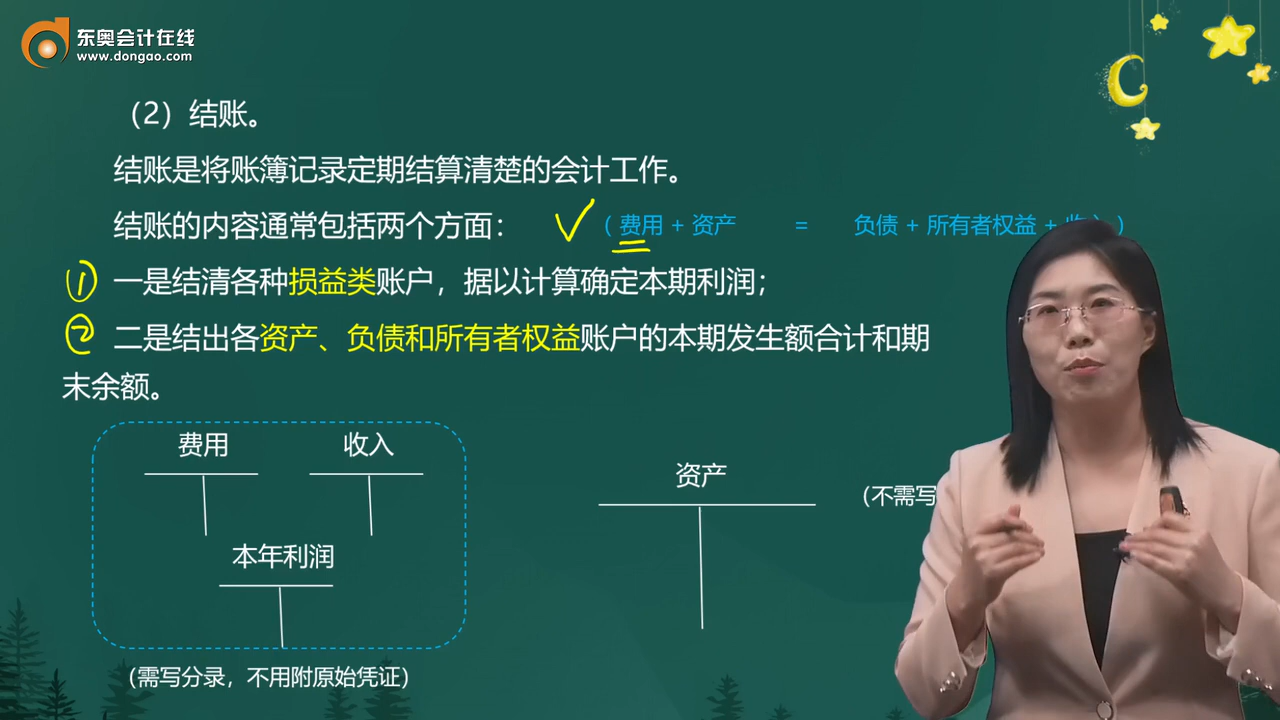 东奥会计在线
www.dongao.com
（2）结账。
结账是将账簿记录定期结算清楚的会计工作。
结账的内容通常包括两个方面： （费用 + 资产 = 负债 + 所有者权益 + ）
① 一是结清各种损益类账户，据以计算确定本期利润；
② 二是结出各资产、负债和所有者权益账户的本期发生额合计和期
末余额。
费用 收入
资产
（不需写
本年利润
（需写分录，不用附原始凭证）